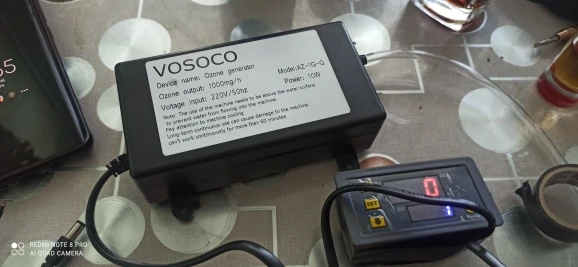 VOSOCO
Device name: Ozone generator
Model:AZ-1G-G
Ozone output: 1000mg/h
Power: 10W
Voltage input: 220V/50hz
Note: The use of the machine needs to be above the water surface
to prevent water from flowing into the machine.
Pay attention to machine cooling.
Long-term continuous use can cause damage to the machine
can't work continuously for more than 60 minutes
SET
0
REDMI NOTE 8 PRO
AI QUAD CAMERA